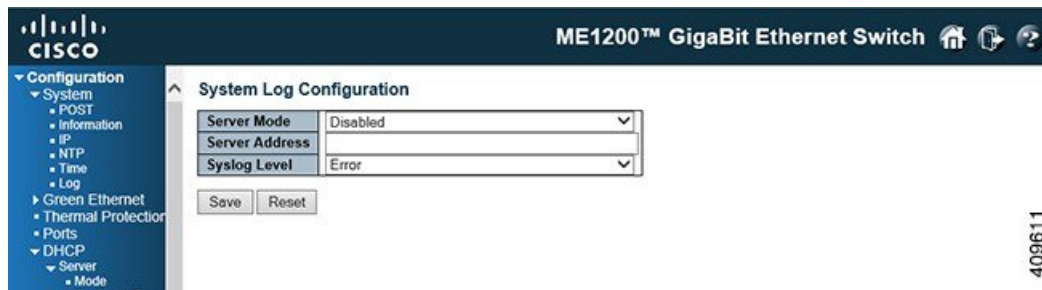 CISCO
ME1200™ GigaBit Ethernet Switch
Configuration
System
POST
Information
IP
NTP
Time
Log
Green Ethernet
Thermal Protection
Ports
DHCP
Server
Mode
System Log Configuration
Server Mode Disabled
Server Address
Syslog Level Error
Save Reset
409611